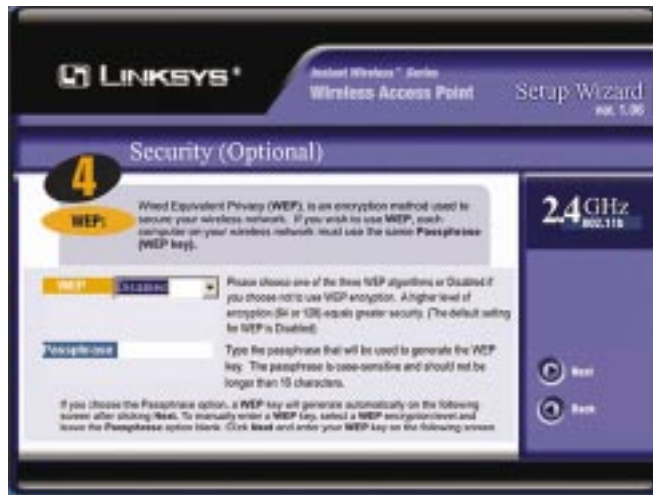 LINKSYS®
Instant Wireless™ Series
Wireless Access Point
Setup Wizard
ver. 1.06
Security (Optional)
4
WEP:
Wired Equivalent Privacy (WEP), is an encryption method used to
secure your wireless network. If you wish to use WEP, each
computer on your wireless network must use the same Passphrase
(WEP key).
2.4 GHz
802.11b
WEP
Disabled
Please choose one of the three WEP algorithms or Disabled if
you choose not to use WEP encryption. A higher level of
encryption (64 or 128) equals greater security. (The default setting
for WEP is Disabled)
Passphrase
Type the passphrase that will be used to generate the WEP
key. The passphrase is case-sensitive and should not be
longer than 16 characters.
If you choose the Passphrase option, a WEP key will generate automatically on the following
screen after clicking Next. To manually enter a WEP key, select a WEP encryption level and
leave the Passphrase option blank. Click Next and enter your WEP key on the following screen.
Next
Back